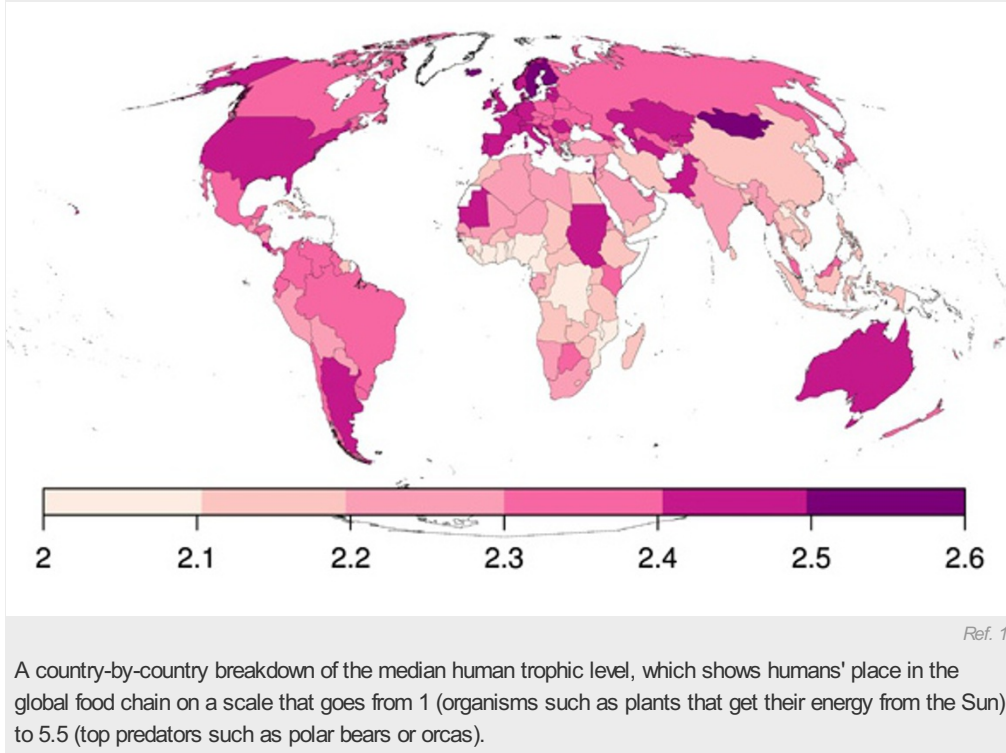 2 2.1 2.2 2.3 2.4 2.5 2.6
Ref. 1
A country-by-country breakdown of the median human trophic level, which shows humans' place in the
global food chain on a scale that goes from 1 (organisms such as plants that get their energy from the Sun)
to 5.5 (top predators such as polar bears or orcas).